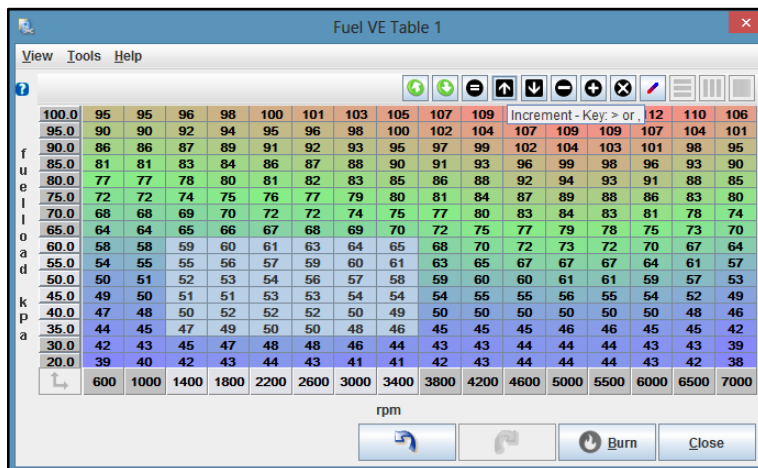 Fuel VE Table 1
View Tools Help
100.0 95 95 96 98 100 101 103 105 107 109 Increment - Key: > or , 12 110 106
95.0 90 90 92 94 95 96 98 100 102 104 107 109 109 107 104 101
90.0 86 86 87 89 91 92 93 95 97 99 102 104 103 101 98 95
85.0 81 81 83 84 86 87 88 90 91 93 96 99 98 96 93 90
80.0 77 77 78 80 81 82 83 85 86 88 92 94 93 91 88 85
75.0 72 72 74 75 76 77 79 80 81 84 87 89 88 86 83 80
70.0 68 68 69 70 72 72 74 75 77 80 83 84 83 81 78 74
65.0 64 64 65 66 67 68 69 70 72 75 77 79 78 75 73 70
60.0 58 58 59 60 61 63 64 65 68 70 72 73 72 70 67 64
55.0 54 55 55 56 57 59 60 61 63 65 67 67 67 64 61 57
50.0 50 51 52 53 54 56 57 58 59 60 60 61 61 59 57 53
45.0 49 50 51 51 53 53 54 54 54 55 55 56 55 54 52 49
40.0 47 48 50 52 52 52 50 49 50 50 50 50 50 50 48 46
35.0 44 45 47 49 50 50 48 46 45 45 45 46 46 45 45 42
30.0 42 43 45 47 48 48 46 44 43 43 44 44 44 43 43 39
20.0 39 40 42 43 44 43 41 41 42 43 44 44 44 43 42 38
600 1000 1400 1800 2200 2600 3000 3400 3800 4200 4600 5000 5500 6000 6500 7000
fuelload kPa
rpm
Burn Close